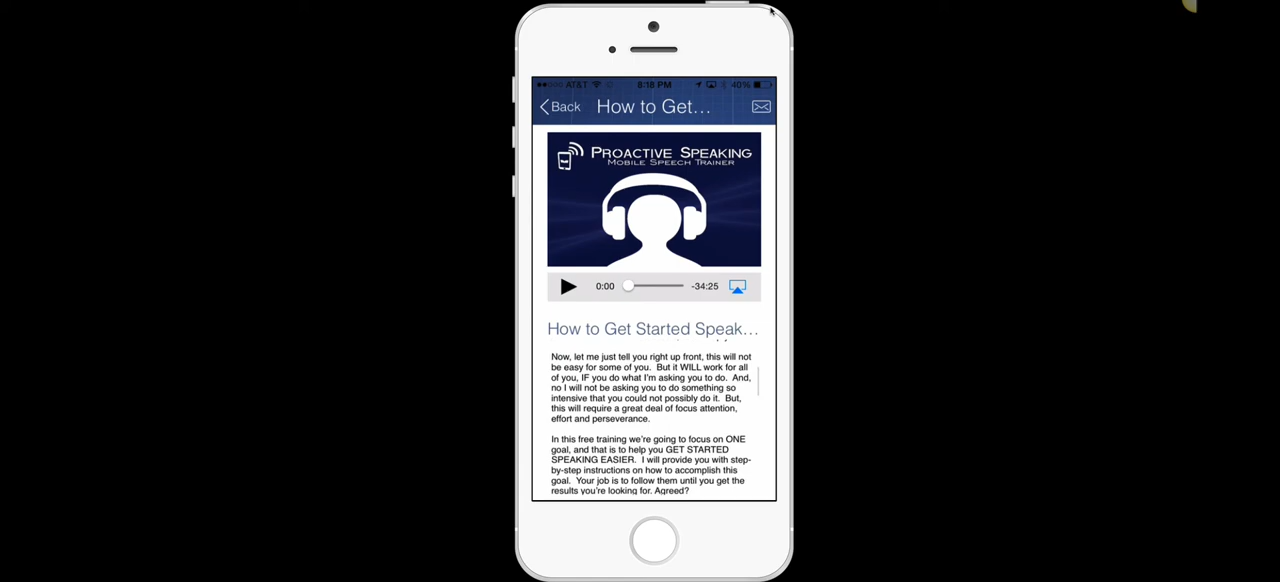 AT&T 8:18 PM 40%
Back How to Get...
PROACTIVE SPEAKING
MOBILE SPEECH TRAINER
0:00 -34:25
How to Get Started Speak...
Now, let me just tell you right up front, this will not
be easy for some of you. But it WILL work for all
of you, IF you do what I'm asking you to do. And,
no I will not be asking you to do something so
intensive that you could not possibly do it. But,
this will require a great deal of focus attention,
effort and perseverance.
In this free training we're going to focus on ONE
goal, and that is to help you GET STARTED
SPEAKING EASIER. I will provide you with step-
by-step instructions on how to accomplish this
goal. Your job is to follow them until you get the
results you're looking for. Agreed?